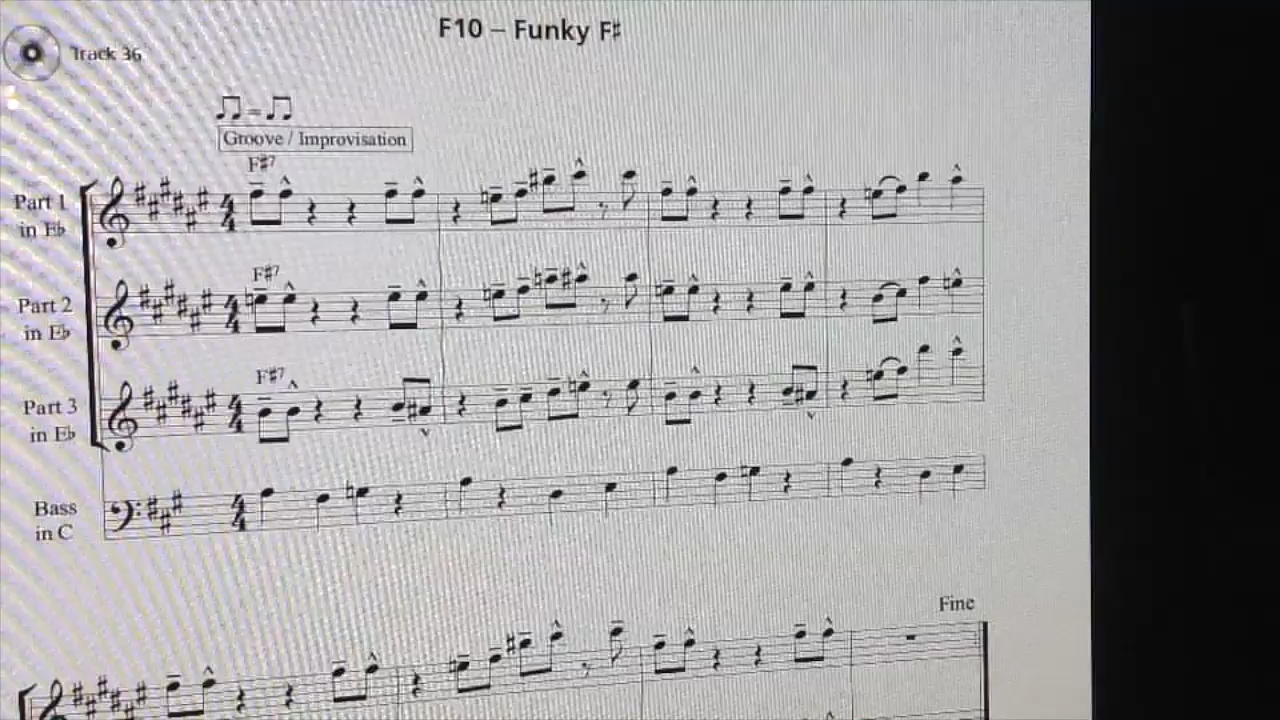 F10 – Funky F♯
Track 36
Groove / Improvisation
F♯7
Part 1
in E♭
F♯7
Part 2
in E♭
F♯7
Part 3
in E♭
Bass
in C
Fine